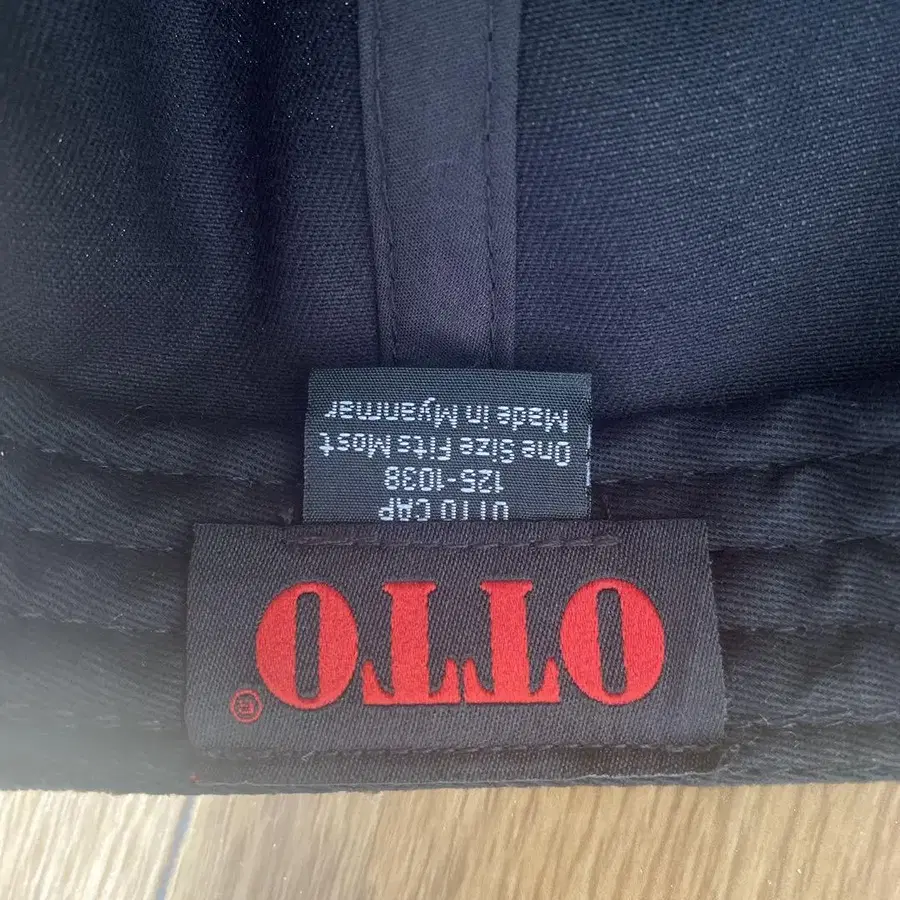 OTTO®
OTTO CAP
125-1038
One Size Fits Most
Made in Myanmar